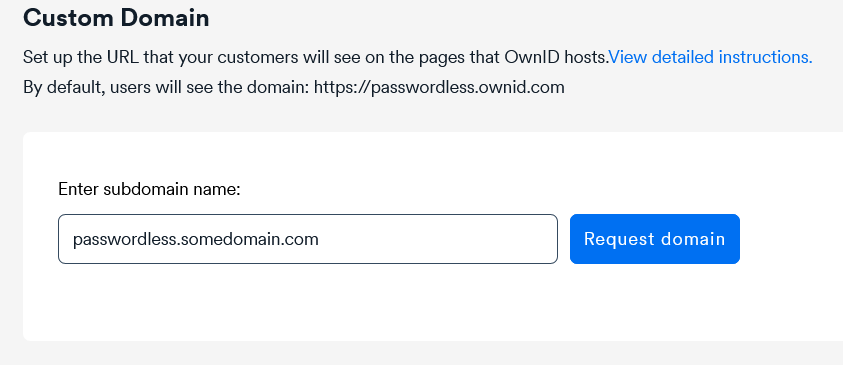 Custom Domain
Set up the URL that your customers will see on the pages that OwnID hosts.View detailed instructions.
By default, users will see the domain: https://passwordless.ownid.com
Enter subdomain name:
passwordless.somedomain.com
Request domain